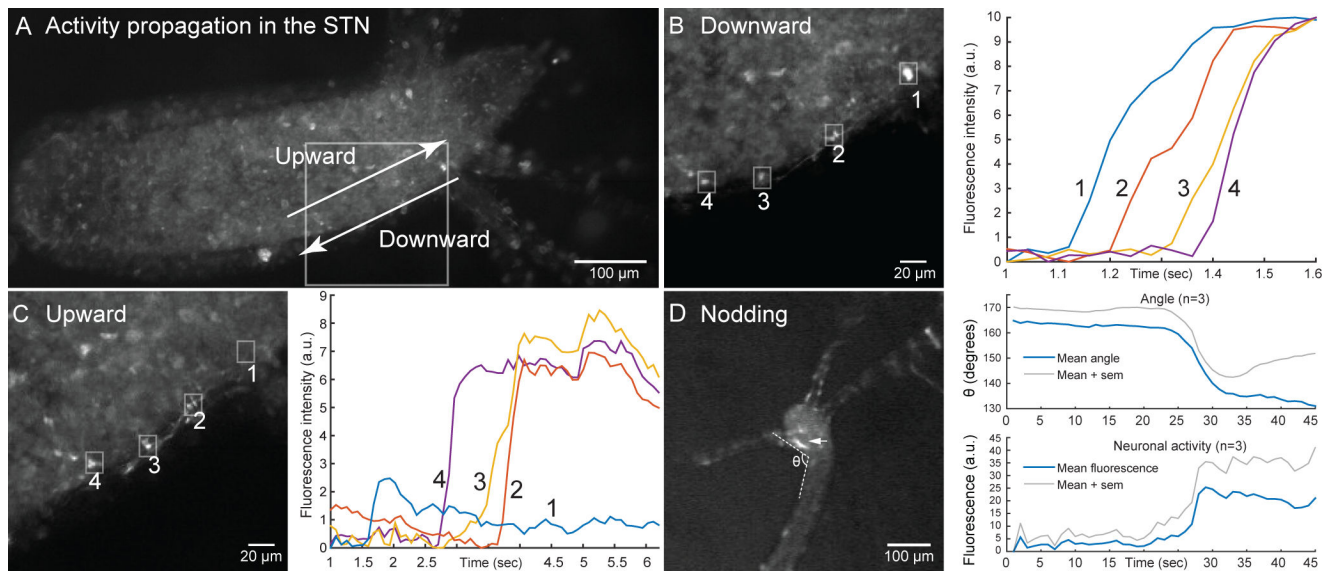 A Activity propagation in the STN
Upward
Downward
100 µm
B Downward
1
2
3
4
20 µm
Fluorescence intensity (a.u.)
10
9
8
7
6
5
4
3
2
1
0
1 2 3 4
1 1.1 1.2 1.3 1.4 1.5 1.6
Time (sec)
C Upward
1
2
3
4
20 µm
Fluorescence intensity (a.u.)
9
8
7
6
5
4
3
2
1
0
4 3 2 1
1 1.5 2 2.5 Time (sec) 4 4.5 5 5.5 6
D Nodding
θ
100 µm
Angle (n=3)
θ (degrees)
170
160
150
140
130
Mean angle
Mean + sem
0 5 10 15 20 25 30 35 40 45
Neuronal activity (n=3)
Fluorescence (a.u.)
45
40
35
30
25
20
15
10
5
0
Mean fluorescence
Mean + sem
0 5 10 15 20 25 30 35 40 45
Time (sec)